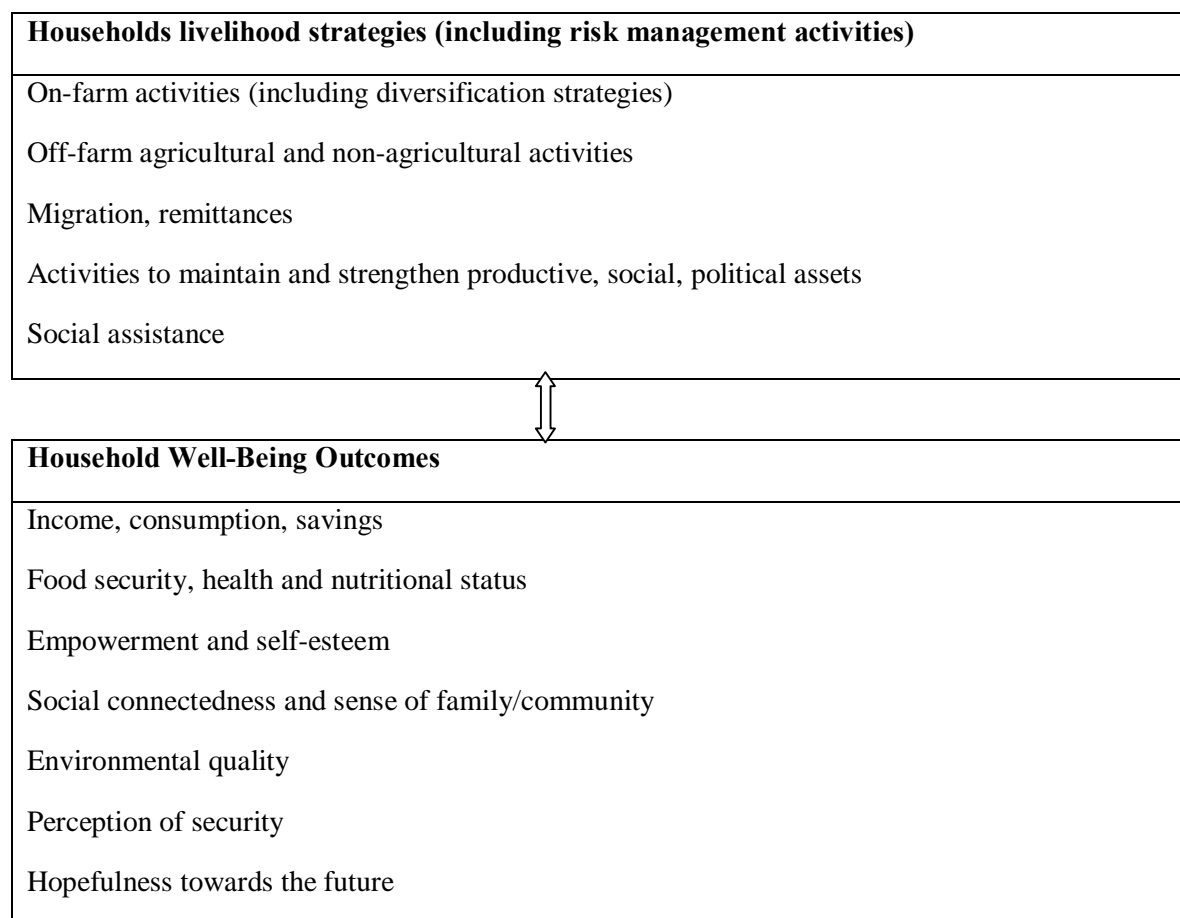 Households livelihood strategies (including risk management activities)
On-farm activities (including diversification strategies)
Off-farm agricultural and non-agricultural activities
Migration, remittances
Activities to maintain and strengthen productive, social, political assets
Social assistance
Household Well-Being Outcomes
Income, consumption, savings
Food security, health and nutritional status
Empowerment and self-esteem
Social connectedness and sense of family/community
Environmental quality
Perception of security
Hopefulness towards the future